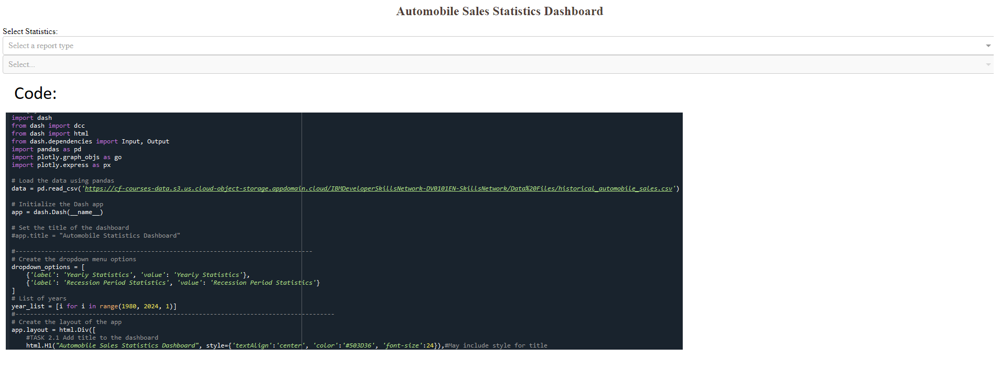 Automobile Sales Statistics Dashboard
Select Statistics:
Select a report type
Select...
Code:
import dash
from dash import dcc
from dash import html
from dash.dependencies import Input, Output
import pandas as pd
import plotly.graph_objs as go
import plotly.express as px
# Load the data using pandas
data = pd.read_csv('https://cf-courses-data.s3.us.cloud-object-storage.appdomain.cloud/IBMDeveloperSkillsNetwork-DV0101EN-SkillsNetwork/Data%20Files/historical_automobile_sales.csv')
# Initialize the Dash app
app = dash.Dash(__name__)
# Set the title of the dashboard
#app.title = "Automobile Statistics Dashboard"
#---------------------------------------------------------------------------------
# Create the dropdown menu options
dropdown_options = [
    {'label': 'Yearly Statistics', 'value': 'Yearly Statistics'},
    {'label': 'Recession Period Statistics', 'value': 'Recession Period Statistics'}
]
# List of years
year_list = [i for i in range(1980, 2024, 1)]
#---------------------------------------------------------------------------------------
# Create the layout of the app
app.layout = html.Div([
    #TASK 2.1 Add title to the dashboard
    html.H1("Automobile Sales Statistics Dashboard", style={'textAlign':'center', 'color':'#503D36', 'font-size':24}),#May include style for title